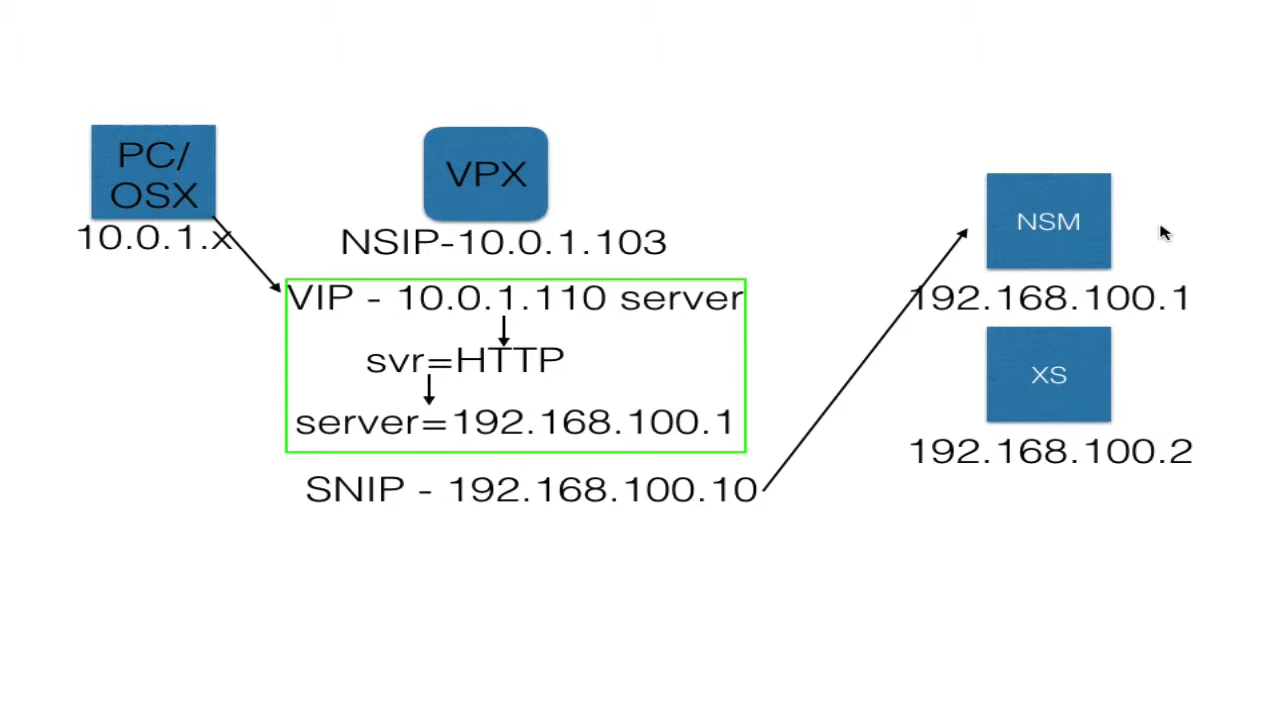 PC/
OSX
10.0.1.x
VPX
NSIP-10.0.1.103
VIP - 10.0.1.110 server
svr=HTTP
server=192.168.100.1
SNIP - 192.168.100.10
NSM
192.168.100.1
XS
192.168.100.2